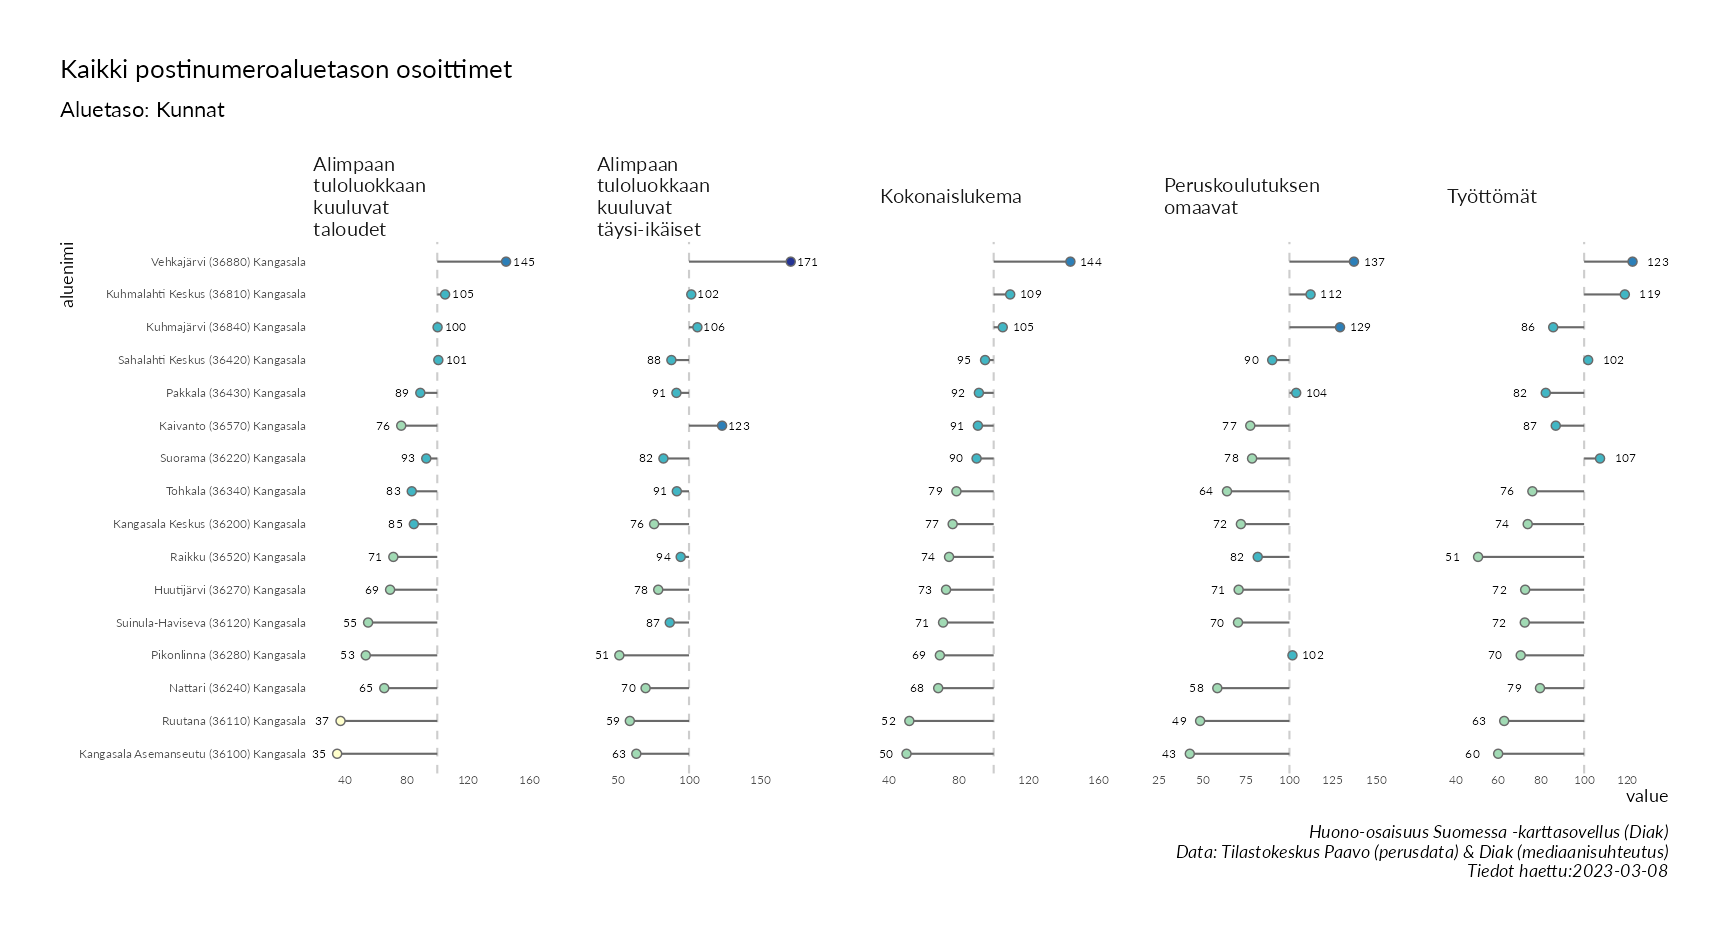 Kaikki postinumeroaluetason osoittimet
Aluetaso: Kunnat
Alimpaan
tuloluokkaan
kuuluvat
taloudet
Alimpaan
tuloluokkaan
kuuluvat
täysi-ikäiset
Kokonaislukema
Peruskoulutuksen
omaavat
Työttömät
aluenimi
Vehkajärvi (36880) Kangasala 145 171 144 137 123
Kuhmalahti Keskus (36810) Kangasala 105 102 109 112 119
Kuhmajärvi (36840) Kangasala 100 106 105 129 86
Sahalahti Keskus (36420) Kangasala 101 88 95 90 102
Pakkala (36430) Kangasala 89 91 92 104 82
Kaivanto (36570) Kangasala 76 123 91 77 87
Suorama (36220) Kangasala 93 82 90 78 107
Tohkala (36340) Kangasala 83 91 79 64 76
Kangasala Keskus (36200) Kangasala 85 76 77 72 74
Raikku (36520) Kangasala 71 94 74 82 51
Huutijärvi (36270) Kangasala 69 78 73 71 72
Suinula-Haviseva (36120) Kangasala 55 87 71 70 72
Pikonlinna (36280) Kangasala 53 51 69 102 70
Nattari (36240) Kangasala 65 70 68 58 79
Ruutana (36110) Kangasala 37 59 52 49 63
Kangasala Asemanseutu (36100) Kangasala 35 63 50 43 60
40 80 120 160 50 100 150 40 80 120 160 25 50 75 100 125 150 40 60 80 100 120
value
Huono-osaisuus Suomessa -karttasovellus (Diak)
Data: Tilastokeskus Paavo (perusdata) & Diak (mediaanisuhteutus)
Tiedot haettu:2023-03-08